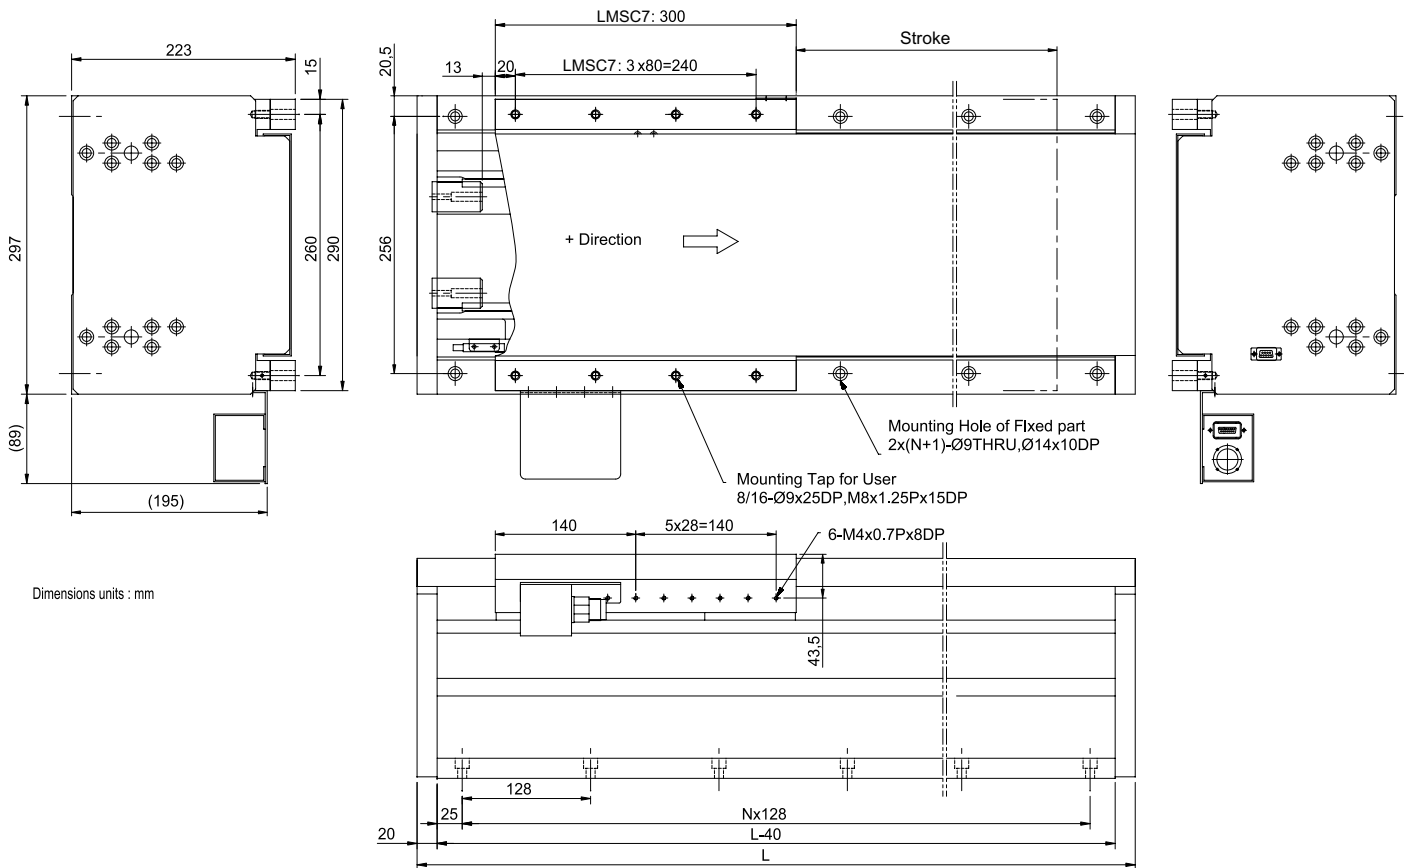 LMSC7: 300
223
15
20,5
13
20
LMSC7: 3x80=240
Stroke
297
260
290
256
+ Direction
(89)
(195)
Mounting Hole of Fixed part
2x(N+1)-Ø9THRU,Ø14x10DP
Mounting Tap for User
8/16-Ø9x25DP,M8x1.25Px15DP
140
5x28=140
6-M4x0.7Px8DP
Dimensions units : mm
43,5
128
25
Nx128
20
L-40
L